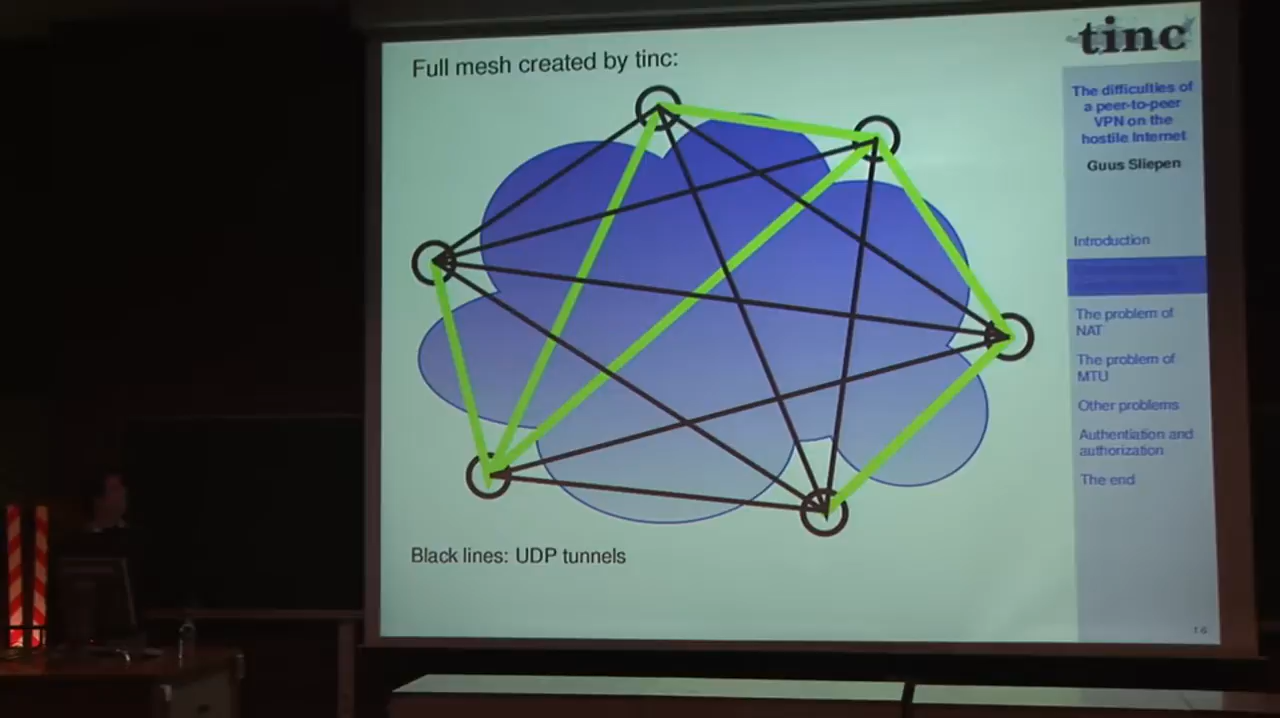 Full mesh created by tinc:
Black lines: UDP tunnels
tinc
The difficulties of
a peer-to-peer
VPN on the
hostile Internet
Guus Sliepen
Introduction
The problem of
NAT
The problem of
MTU
Other problems
Authentiation and
authorization
The end